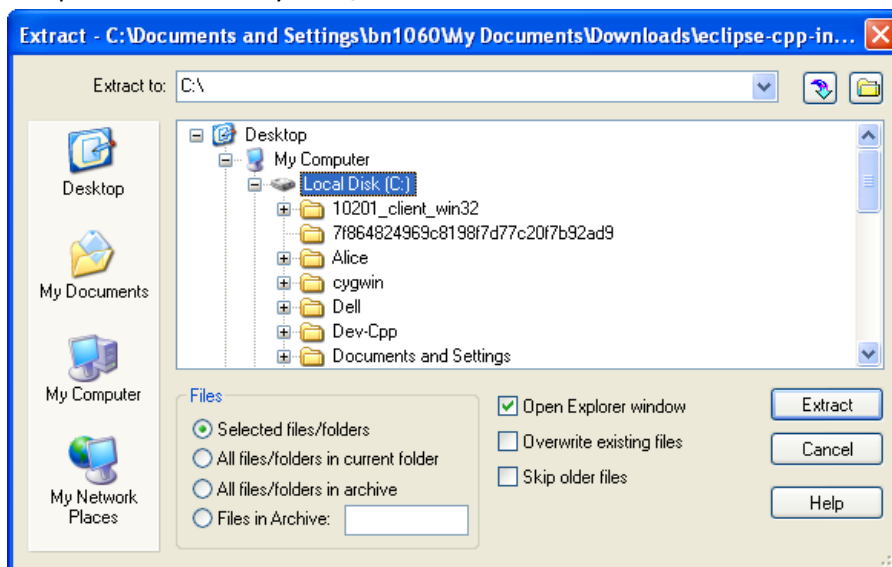 Extract - C:\Documents and Settings\bn1060\My Documents\Downloads\eclipse-cpp-in...
Extract to: C:\
Desktop
My Documents
My Computer
My Network
Places
Desktop
My Computer
Local Disk (C:)
10201_client_win32
7f864824969c8198f7d77c20f7b92ad9
Alice
cygwin
Dell
Dev-Cpp
Documents and Settings
Files
Selected files/folders
All files/folders in current folder
All files/folders in archive
Files in Archive:
Open Explorer window
Overwrite existing files
Skip older files
Extract
Cancel
Help